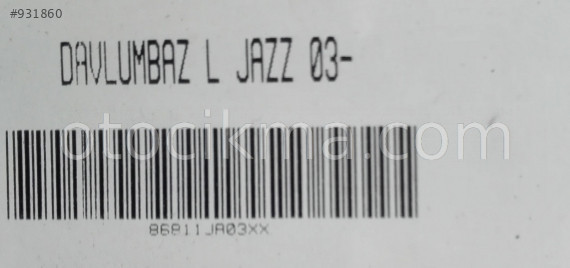 #931860
DAVLUMBAZ L JAZZ 03-
otocikma.com
86811JA03XX